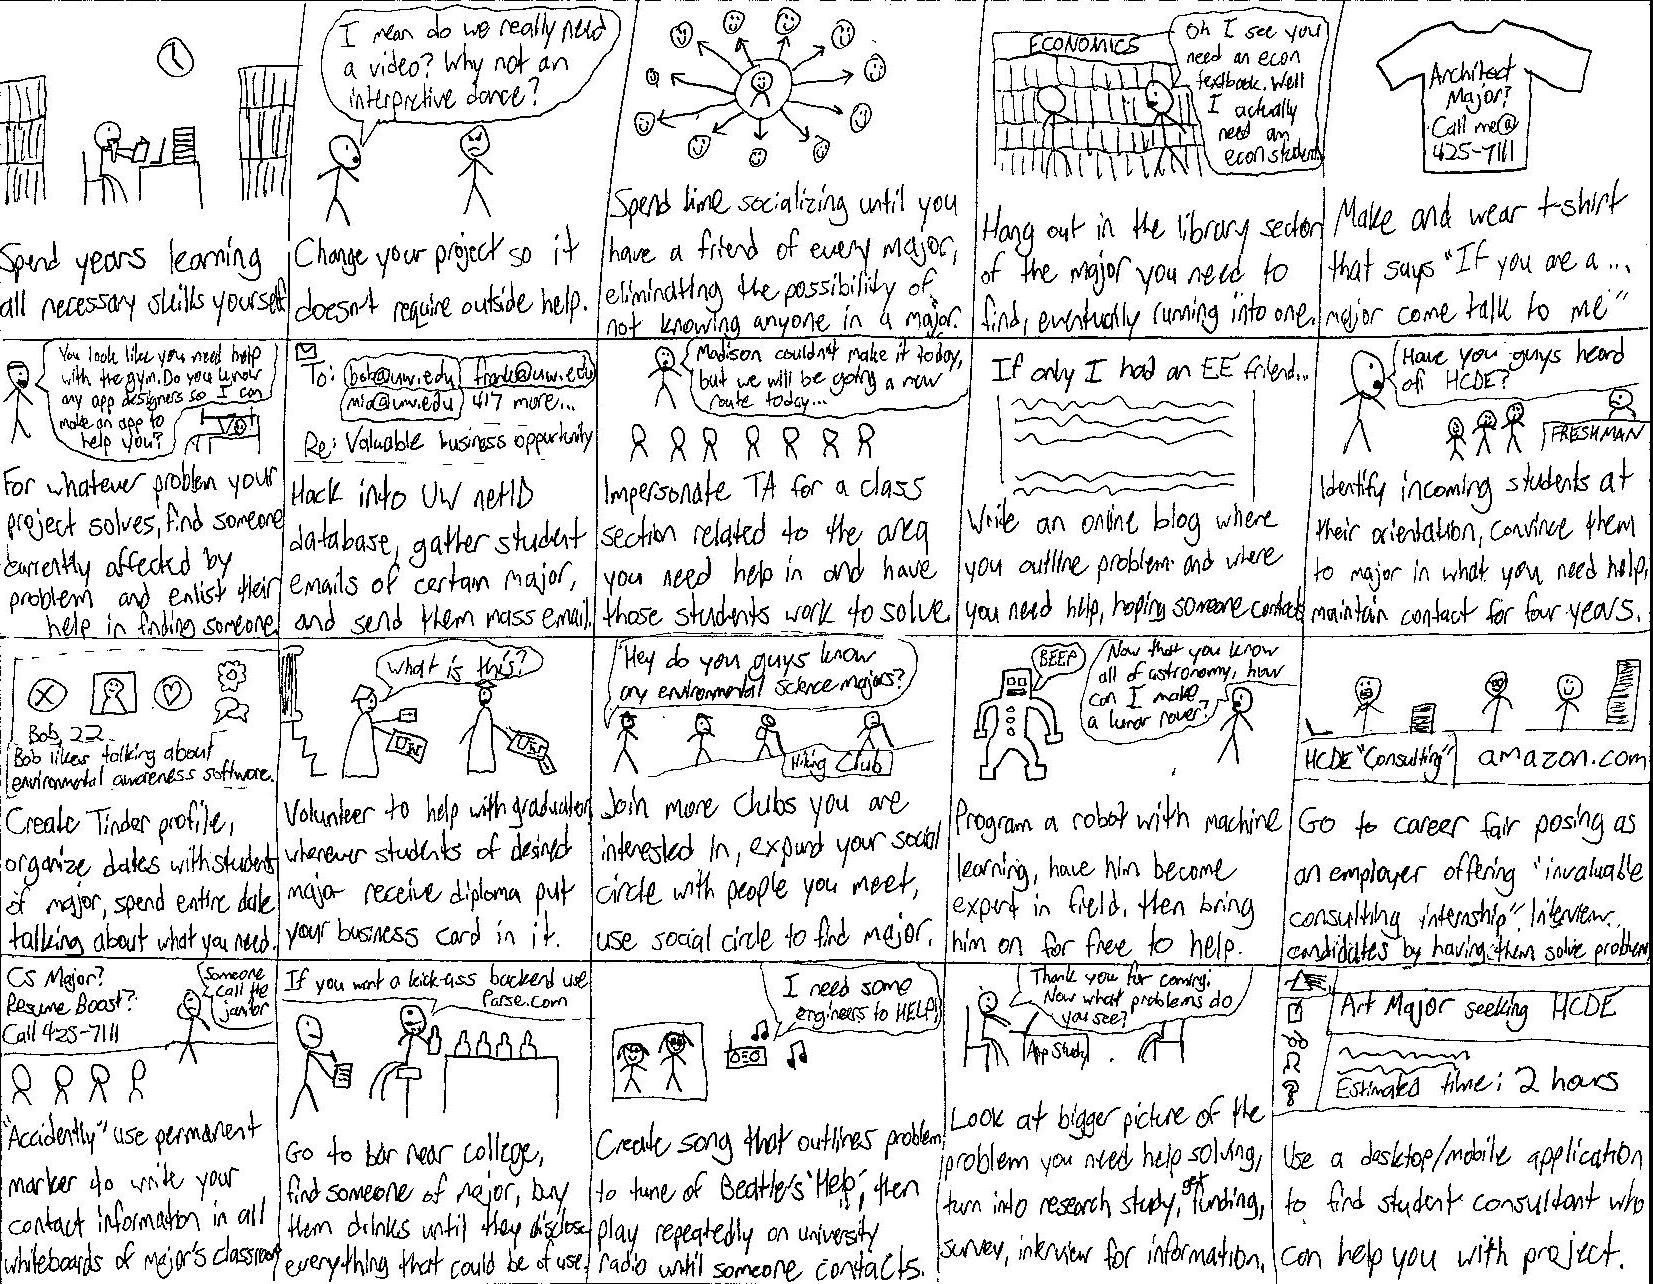 Spend years learning
all necessary skills yourself
I mean do we really need
a video? Why not an
interpretive dance?
Change your project so it
doesn't require outside help.
Spend time socializing until you
have a friend of every major,
eliminating the possibility of
not knowing anyone in a major.
ECONOMICS
Oh I see you
need an econ
textbook. Well
I actually
need an
econ student
Hang out in the library sector
of the major you need to
find, eventually running into one.
Architect
Major?
Call me@
425-7111
Make and wear t-shirt
that says "If you are a...
major come talk to me"
You look like you need help
with the gym. Do you know
any app designers so I can
make an app to
help you?
For whatever problem your
project solves, find someone
currently affected by
problem and enlist their
help in finding someone.
To: bob@uw.edu frank@uw.edu
mia@uw.edu 417 more...
Re: Valuable business opportunity
Hack into UW netID
database, gather student
emails of certain major,
and send them mass email.
Madison couldn't make it today,
but we will be going a new
route today...
Impersonate TA for a class
section related to the area
you need help in and have
those students work to solve.
If only I had an EE friend...
Write an online blog where
you outline problem and where
you need help, hoping someone contacts
Have you guys heard
of HCDE?
FRESHMAN
Identify incoming students at
their orientation, convince them
to major in what you need help,
maintain contact for four years.
Bob, 22
Bob likes talking about
environmental awareness software.
Create Tinder profile,
organize dates with students
of major, spend entire date
talking about what you need.
What is this?
Volunteer to help with graduation
whenever students of desired
major receive diploma put
your business card in it.
Hey do you guys know
any environmental science majors?
Hiking Club
Join more clubs you are
interested in, expand your social
circle with people you meet,
use social circle to find major.
BEEP
Now that you know
all of astronomy, how
can I make
a lunar rover?
Program a robot with machine
learning, have him become
expert in field, then bring
him on for free to help.
HCDE "Consulting"
amazon.com
Go to career fair posing as
an employer offering "invaluable
consulting internship". Interview
candidates by having them solve problem
CS Major?
Resume Boost?
Call 425-7111
Someone
call the
janitor
"Accidently" use permanent
marker to write your
contact information in all
whiteboards of major's classroom
If you want a kick-ass backend use
Parse.com
Go to bar near college,
find someone of major, buy
them drinks until they disclose
everything that could be of use.
I need some
engineers to HELP!
Create song that outlines problem
to tune of Beatle's "Help", then
play repeatedly on university
radio until someone contacts.
Thank you for coming.
Now what problems do
you see?
App Study
Look at bigger picture of the
problem you need help solving,
turn into research study, get funding,
survey, interview for information.
Art Major seeking HCDE
Estimated time: 2 hours
Use a desktop/mobile application
to find student consultant who
can help you with project.